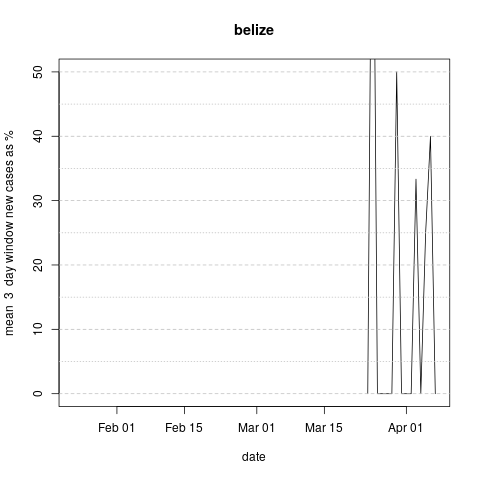 belize
mean  3  day window new cases as %
50
40
30
20
10
0
Feb 01
Feb 15
Mar 01
Mar 15
Apr 01
date